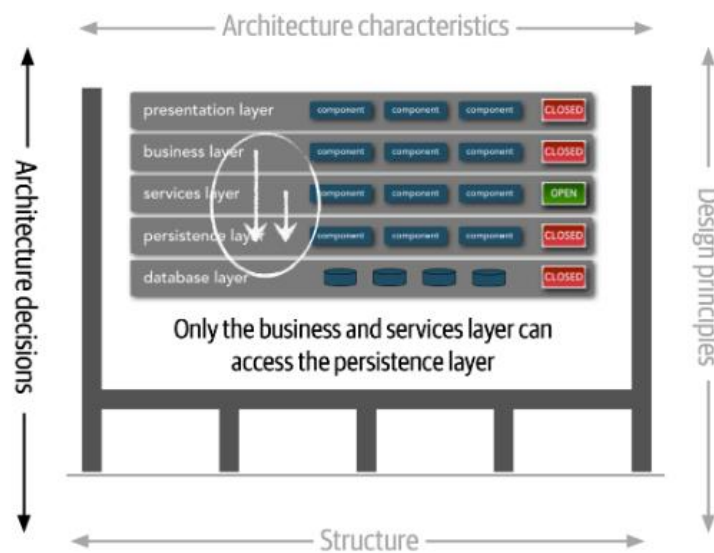 Architecture characteristics
Architecture decisions
Design principles
presentation layer component component component CLOSED
business layer component component component CLOSED
services layer component component component OPEN
persistence layer component component component CLOSED
database layer CLOSED
Only the business and services layer can
access the persistence layer
Structure